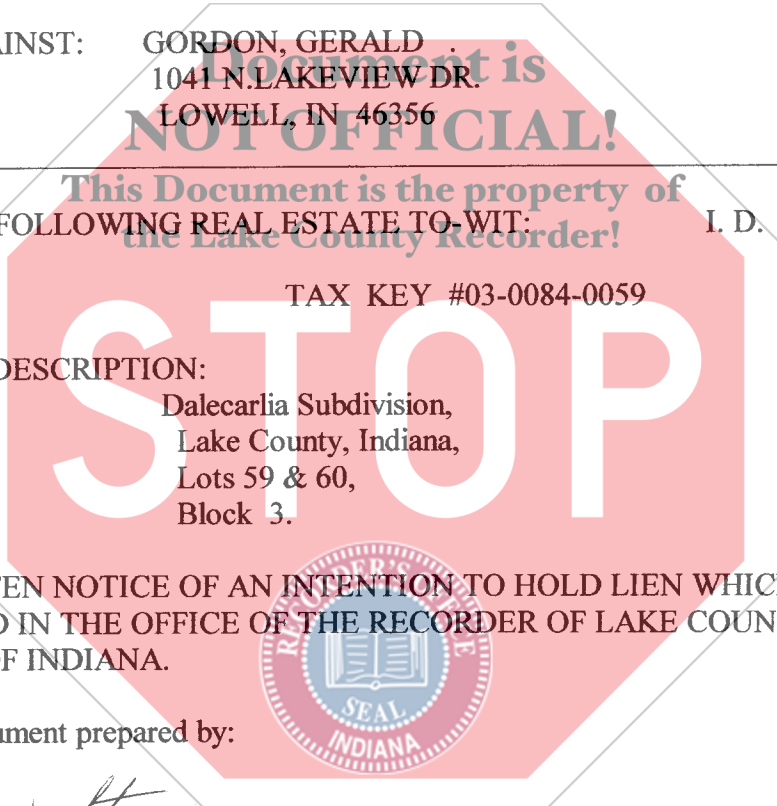 AINST: GORDON, GERALD .
Document is
1041 N.LAKEVIEW DR.
LOWELL, IN 46356
NOT OFFICIAL!
This Document is the property of
FOLLOWING REAL ESTATE TO-WIT: I. D.
the Lake County Recorder!
TAX KEY #03-0084-0059
STOP
DESCRIPTION:
Dalecarlia Subdivision,
Lake County, Indiana,
Lots 59 & 60,
Block 3.
TEN NOTICE OF AN INTENTION TO HOLD LIEN WHIC
D IN THE OFFICE OF THE RECORDER OF LAKE COUN
F INDIANA.
RECORDER'S OFFICE
SEAL
INDIANA
ument prepared by: